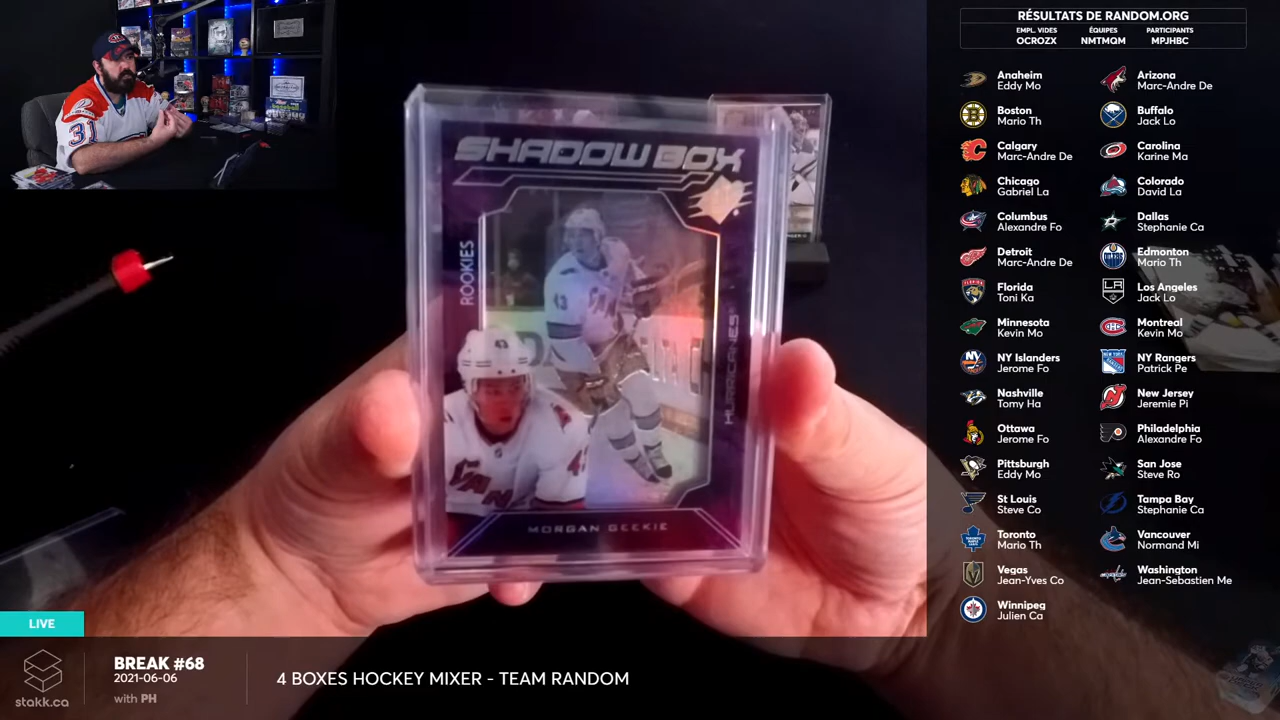 RÉSULTATS DE RANDOM.ORG
EMPL. VIDES ÉQUIPES PARTICIPANTS
OCROZX NMTMQM MPJHBC
Anaheim
Eddy Mo
Arizona
Marc-Andre De
Boston
Mario Th
Buffalo
Jack Lo
Calgary
Marc-Andre De
Carolina
Karine Ma
Chicago
Gabriel La
Colorado
David La
Columbus
Alexandre Fo
Dallas
Stephanie Ca
Detroit
Marc-Andre De
Edmonton
Mario Th
Florida
Toni Ka
Los Angeles
Jack Lo
Minnesota
Kevin Mo
Montreal
Kevin Mo
NY Islanders
Jerome Fo
NY Rangers
Patrick Pe
Nashville
Tomy Ha
New Jersey
Jeremie Pi
Ottawa
Jerome Fo
Philadelphia
Alexandre Fo
Pittsburgh
Eddy Mo
San Jose
Steve Ro
St Louis
Steve Co
Tampa Bay
Stephanie Ca
Toronto
Mario Th
Vancouver
Normand Mi
Vegas
Jean-Yves Co
Washington
Jean-Sebastien Me
Winnipeg
Julien Ca
31
SHADOW BOX
ROOKIES
HURRICANES
43
MORGAN GEEKIE
LIVE
stakk.ca
BREAK #68
2021-06-06
with PH
4 BOXES HOCKEY MIXER - TEAM RANDOM